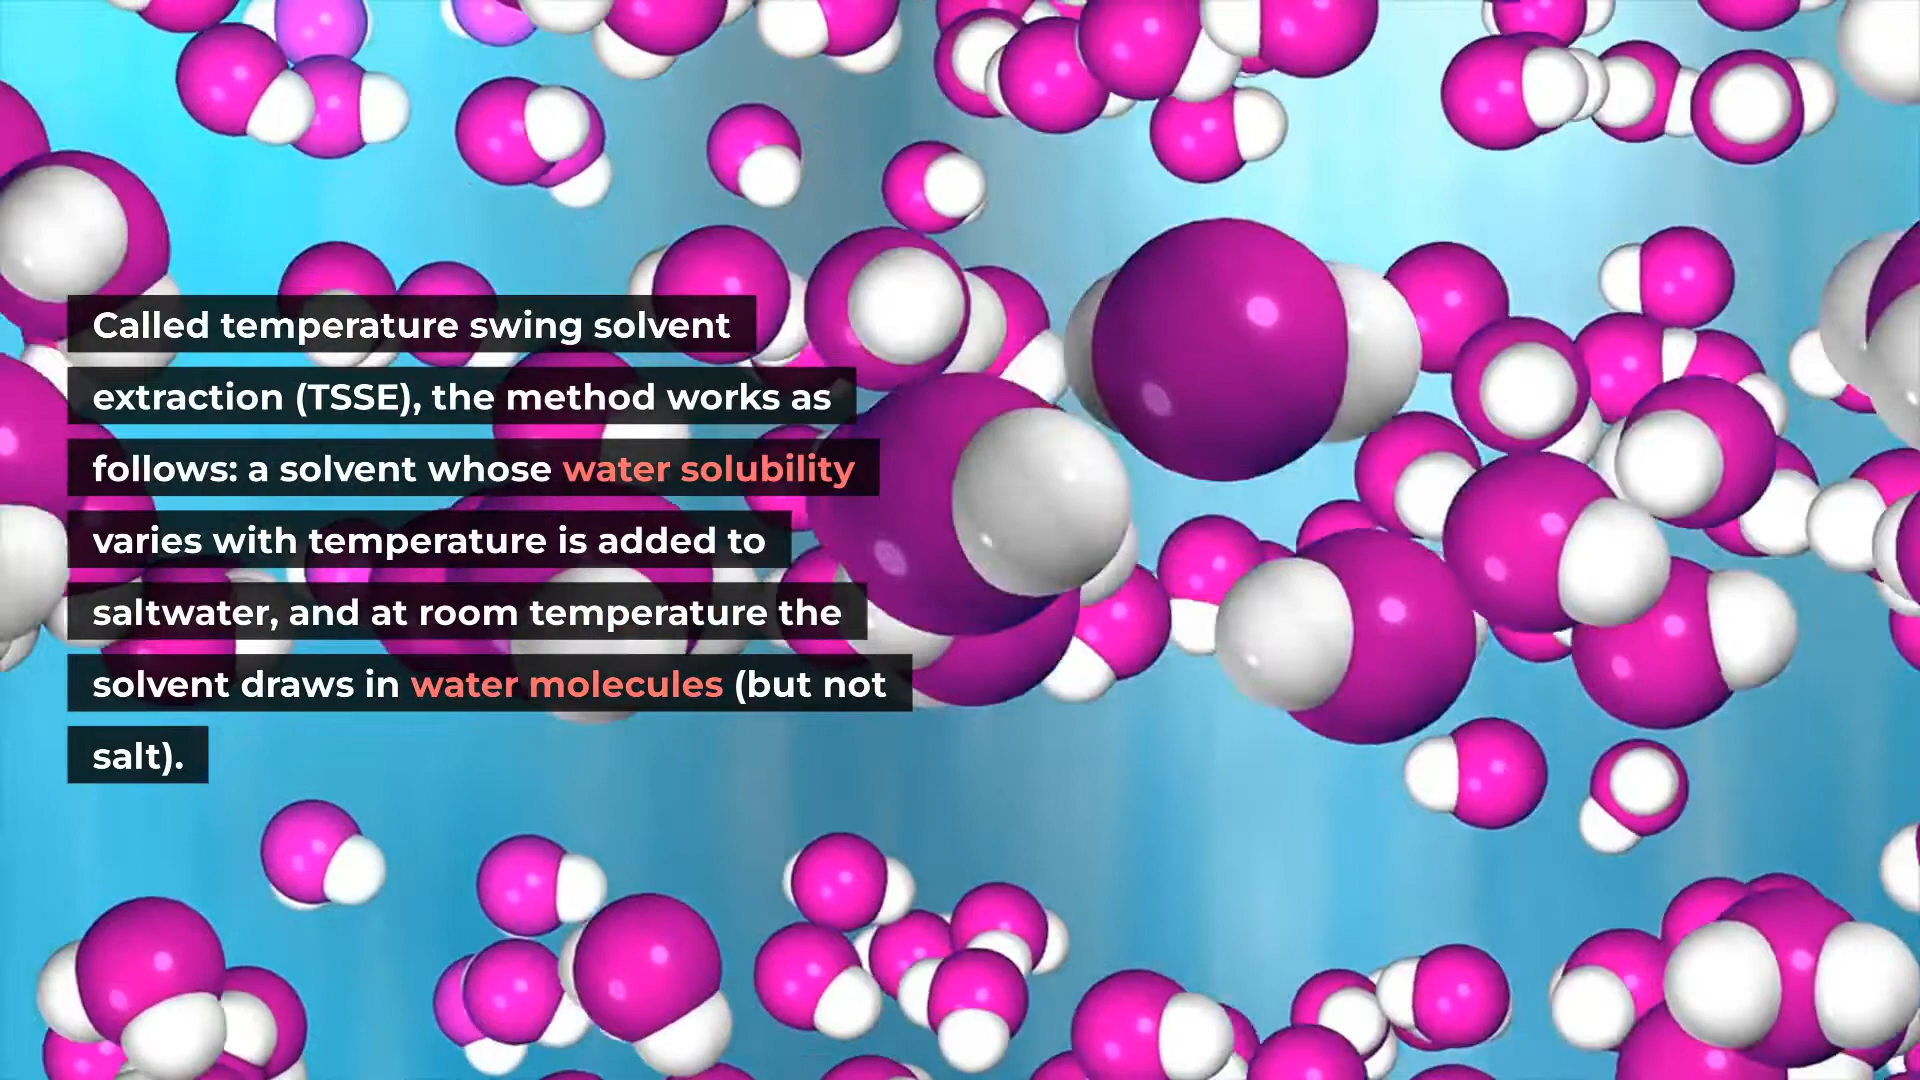 Called temperature swing solvent
extraction (TSSE), the method works as
follows: a solvent whose water solubility
varies with temperature is added to
saltwater, and at room temperature the
solvent draws in water molecules (but not
salt).